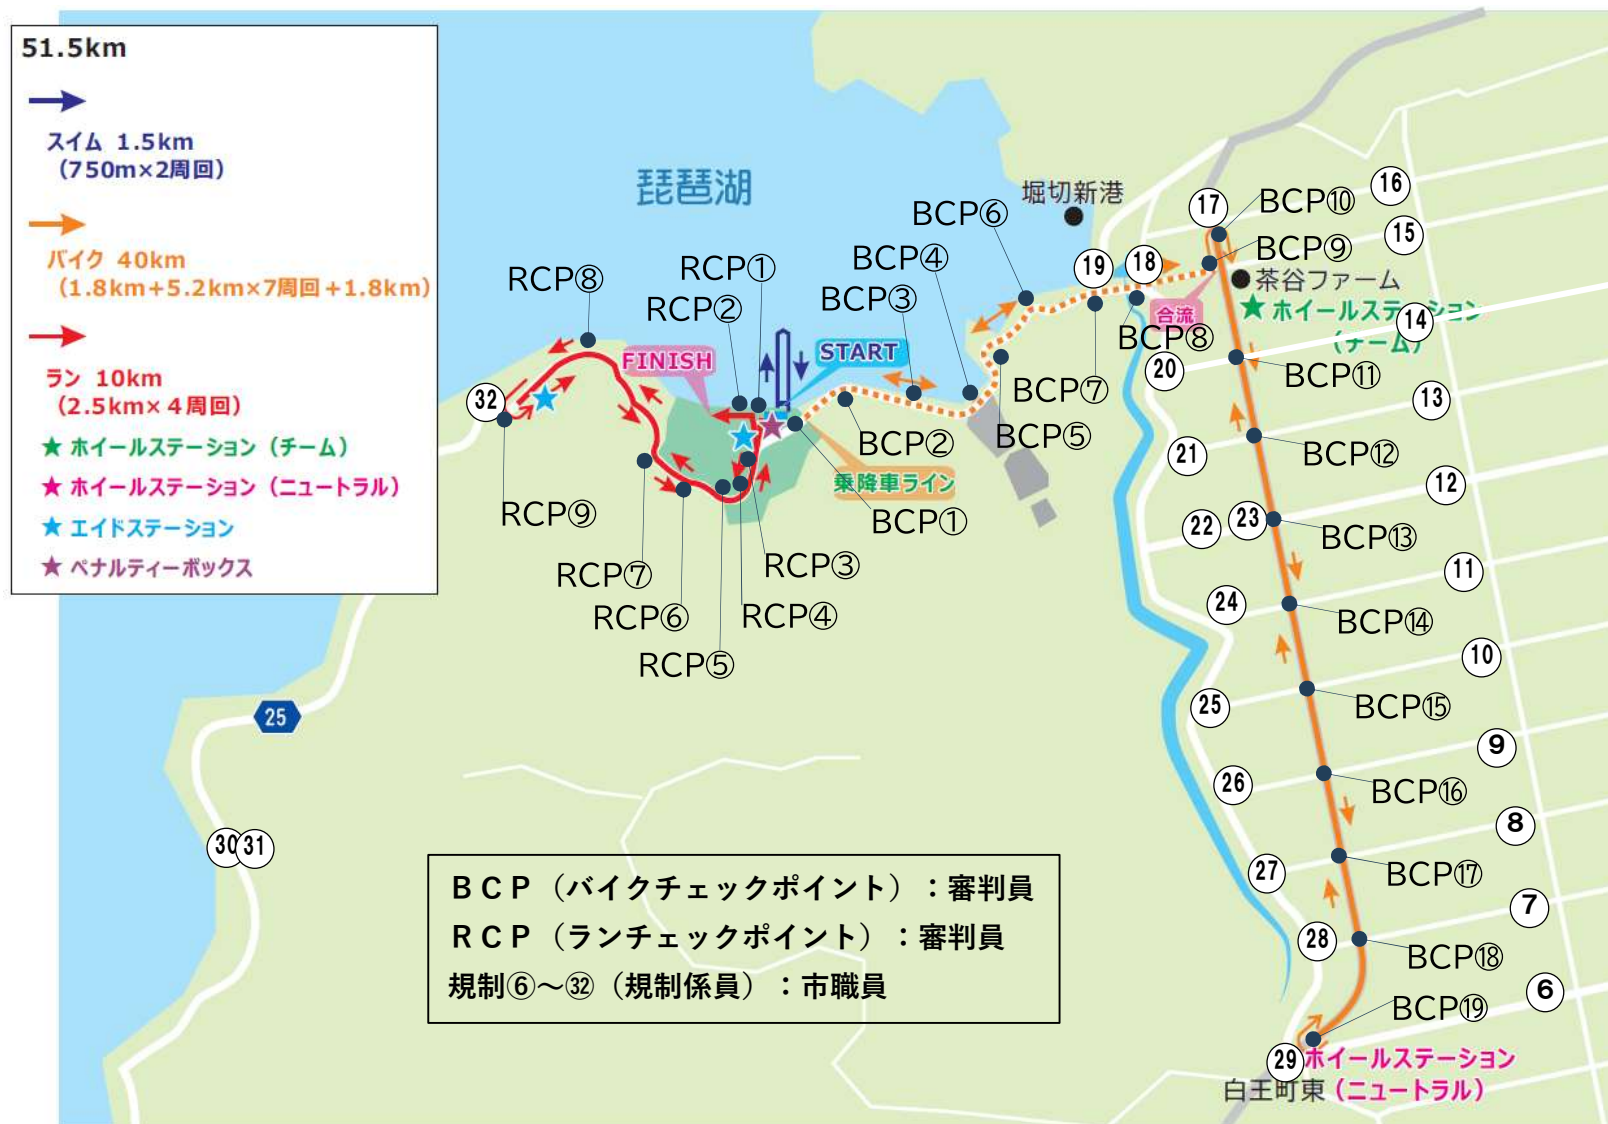 51.5km
スイム 1.5km
（750m×2周回）
バイク 40km
（1.8km+5.2km×7周回+1.8km）
ラン 10km
（2.5km×4周回）
★ ホイールステーション（チーム）
★ ホイールステーション（ニュートラル）
★ エイドステーション
★ ペナルティーボックス
琵琶湖
堀切新港
BCP⑥
BCP④
BCP③
RCP①
RCP②
RCP⑧
FINISH
START
19
18
17
BCP⑩
BCP⑨
16
15
茶谷ファーム
★ ホイールステーション
（チーム）
14
合流
BCP⑧
BCP⑦
BCP⑤
BCP②
乗降車ライン
BCP①
32
RCP⑨
RCP⑦
RCP⑥
RCP⑤
RCP④
RCP③
20
BCP⑪
13
21
BCP⑫
12
22
23
BCP⑬
11
24
BCP⑭
10
25
BCP⑮
9
26
BCP⑯
8
27
BCP⑰
7
28
BCP⑱
6
BCP⑲
29
ホイールステーション
白王町東（ニュートラル）
25
30
31
BCP（バイクチェックポイント）：審判員
RCP（ランチェックポイント）：審判員
規制⑥～㉜（規制係員）：市職員